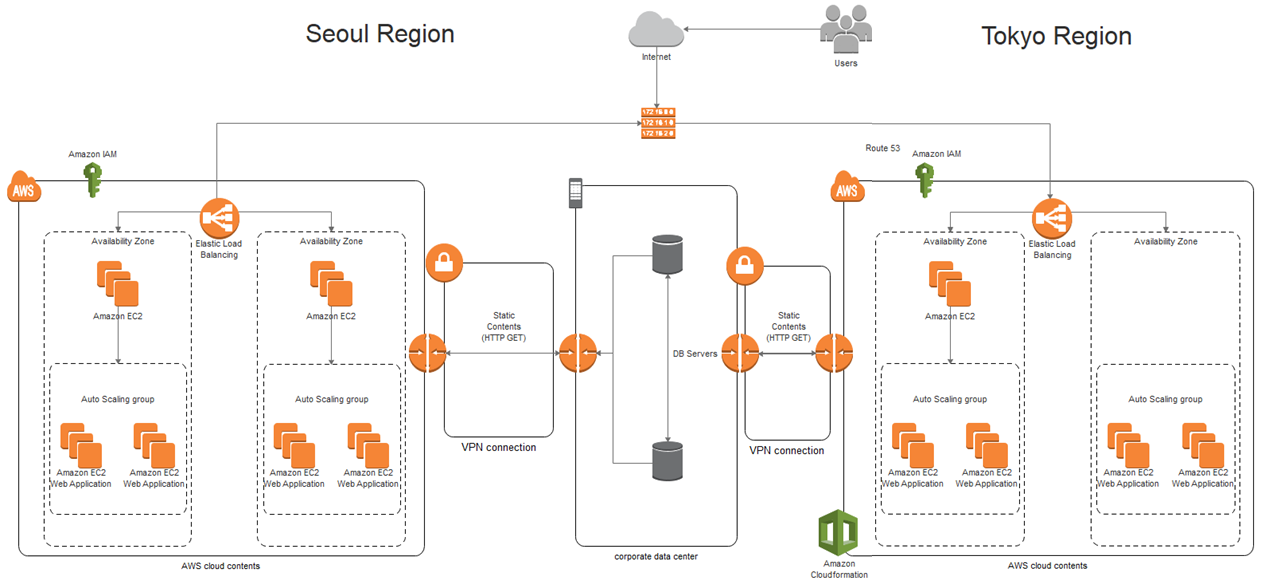 Seoul Region
Tokyo Region
Internet
Users
172.16.0.0
172.16.1.0
172.16.2.0
Route 53
Amazon IAM
AWS
Elastic Load
Balancing
Availability Zone
Amazon EC2
Auto Scaling group
Amazon EC2
Web Application
Amazon EC2
Web Application
Availability Zone
Amazon EC2
Auto Scaling group
Amazon EC2
Web Application
Amazon EC2
Web Application
AWS cloud contents
Static
Contents
(HTTP GET)
VPN connection
DB Servers
corporate data center
Static
Contents
(HTTP GET)
VPN connection
Amazon IAM
AWS
Elastic Load
Balancing
Availability Zone
Amazon EC2
Auto Scaling group
Amazon EC2
Web Application
Amazon EC2
Web Application
Availability Zone
Auto Scaling group
Amazon EC2
Web Application
Amazon EC2
Web Application
Amazon
Cloudformation
AWS cloud contents